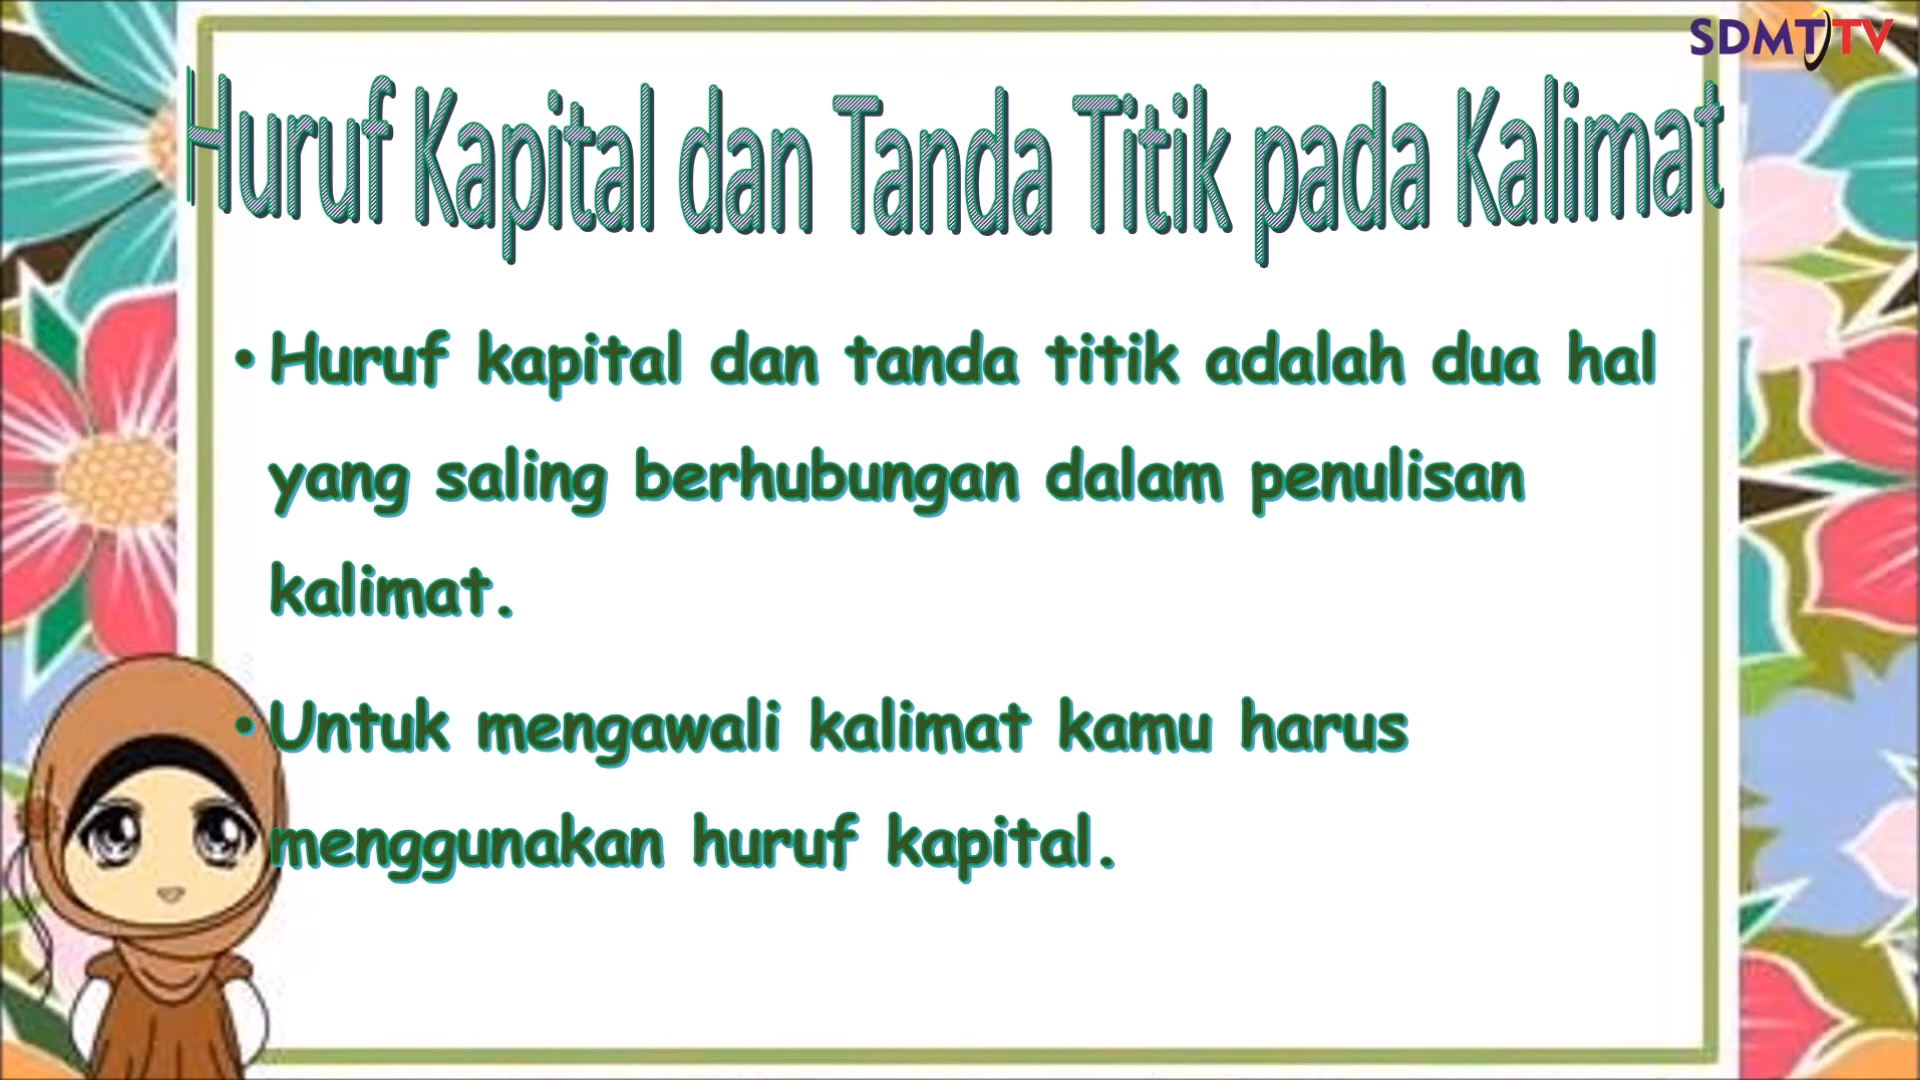 SDMT TV
Huruf Kapital dan Tanda Titik pada Kalimat
• Huruf kapital dan tanda titik adalah dua hal
yang saling berhubungan dalam penulisan
kalimat.
• Untuk mengawali kalimat kamu harus
menggunakan huruf kapital.